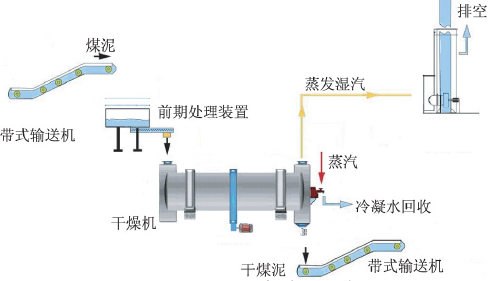 排空
煤泥
蒸发湿汽
前期处理装置
带式输送机
蒸汽
冷凝水回收
干燥机
干煤泥
带式输送机